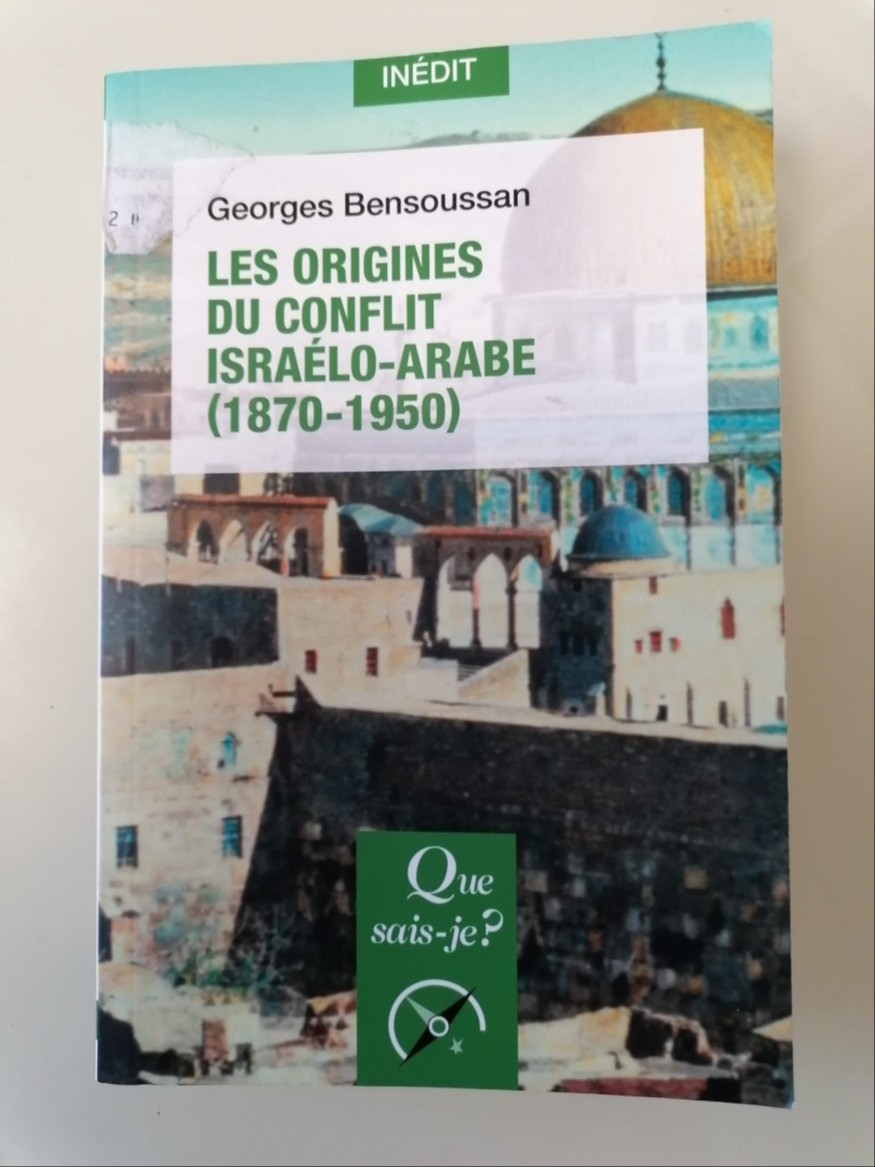 INÉDIT
Georges Bensoussan
LES ORIGINES
DU CONFLIT
ISRAÉLO-ARABE
(1870-1950)
Que
sais-je?